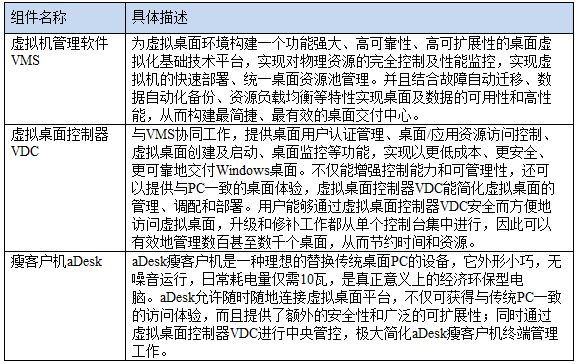 组件名称 具体描述
虚拟机管理软件 为虚拟桌面环境构建一个功能强大、高可靠性、高可扩展性的桌面虚
VMS 拟化基础技术平台，实现对物理资源的完全控制及性能监控，实现虚
拟机的快速部署、统一桌面资源池管理。并且结合故障自动迁移、数
据自动化备份、资源负载均衡等特性实现桌面及数据的可用性和高性
能，从而构建最简捷、最有效的桌面交付中心。
虚拟桌面控制器 与VMS协同工作，提供桌面用户认证管理、桌面/应用资源访问控制、
VDC 虚拟桌面创建及启动、桌面监控等功能，实现以更低成本、更安全、
更可靠地交付Windows桌面。不仅能增强控制能力和可管理性，还可
以提供与PC一致的桌面体验，虚拟桌面控制器VDC能简化虚拟桌面的
管理、调配和部署。用户能够通过虚拟桌面控制器VDC安全而方便地
访问虚拟桌面，升级和修补工作都从单个控制台集中进行，因此可以
有效地管理数百甚至数千个桌面，从而节约时间和资源。
瘦客户机aDesk aDesk瘦客户机是一种理想的替换传统桌面PC的设备，它外形小巧，无
噪音运行，日常耗电量仅需10瓦，是真正意义上的经济环保型电
脑。aDesk允许随时随地连接虚拟桌面平台，不仅可获得与传统PC一致
的访问体验，而且提供了额外的安全性和广泛的可扩展性；同时通过
虚拟桌面控制器VDC进行中央管控，极大简化aDesk瘦客户机终端管理
工作。